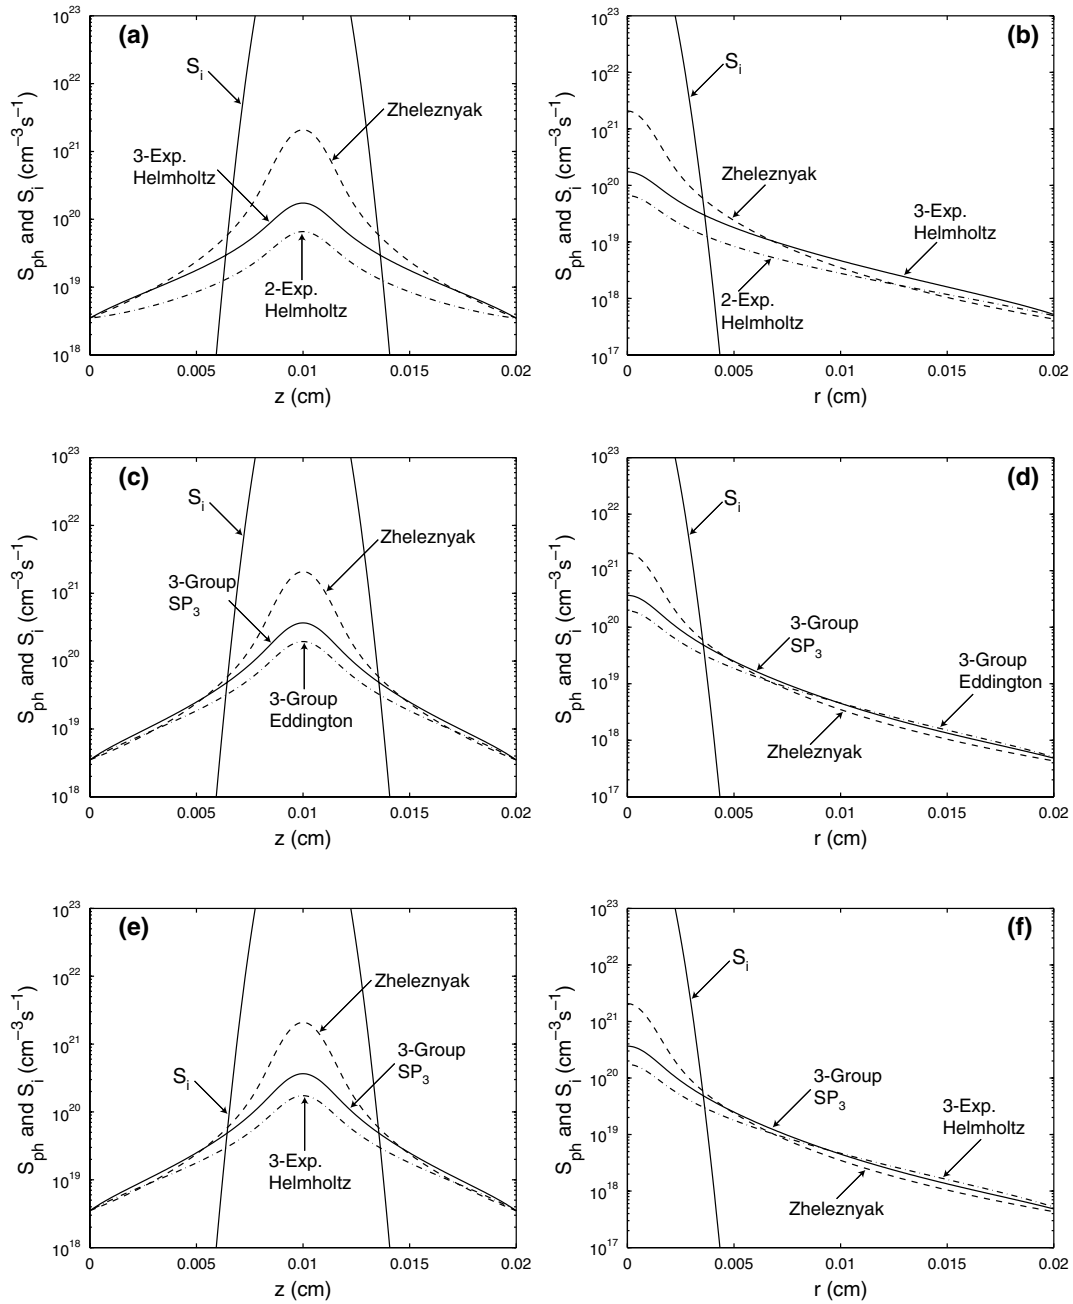 (a)
S_ph and S_i (cm^−3s^−1)
10^23
10^22
10^21
10^20
10^19
10^18
S_i
Zheleznyak
3-Exp.
Helmholtz
2-Exp.
Helmholtz
0
0.005
0.01
0.015
0.02
z (cm)
(b)
S_ph and S_i (cm^−3s^−1)
10^23
10^22
10^21
10^20
10^19
10^18
10^17
S_i
Zheleznyak
3-Exp.
Helmholtz
2-Exp.
Helmholtz
0
0.005
0.01
0.015
0.02
r (cm)
(c)
S_ph and S_i (cm^−3s^−1)
10^23
10^22
10^21
10^20
10^19
10^18
S_i
Zheleznyak
3-Group
SP_3
3-Group
Eddington
0
0.005
0.01
0.015
0.02
z (cm)
(d)
S_ph and S_i (cm^−3s^−1)
10^23
10^22
10^21
10^20
10^19
10^18
10^17
S_i
3-Group
SP_3
3-Group
Eddington
Zheleznyak
0
0.005
0.01
0.015
0.02
r (cm)
(e)
S_ph and S_i (cm^−3s^−1)
10^23
10^22
10^21
10^20
10^19
10^18
Zheleznyak
3-Group
SP_3
S_i
3-Exp.
Helmholtz
0
0.005
0.01
0.015
0.02
z (cm)
(f)
S_ph and S_i (cm^−3s^−1)
10^23
10^22
10^21
10^20
10^19
10^18
10^17
S_i
3-Group
SP_3
3-Exp.
Helmholtz
Zheleznyak
0
0.005
0.01
0.015
0.02
r (cm)